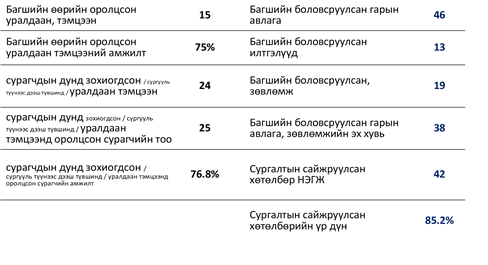 Багшийн өөрийн оролцсон
уралдаан, тэмцээн
15
Багшийн боловсруулсан гарын
авлага
46
Багшийн өөрийн оролцсон
уралдаан тэмцээний амжилт
75%
Багшийн боловсруулсан
илтгэлүүд
13
сурагчдын дунд зохиогдсон / сургууль
түүнээс дээш түвшинд / уралдаан тэмцээн
24
Багшийн боловсруулсан,
зөвлөмж
19
сурагчдын дунд зохиогдсон / сургууль
түүнээс дээш түвшинд / уралдаан
тэмцээнд оролцсон сурагчийн тоо
25
Багшийн боловсруулсан гарын
авлага, зөвлөмжийн эх хувь
38
сурагчдын дунд зохиогдсон /
сургууль түүнээс дээш түвшинд / уралдаан тэмцээнд
оролцсон сурагчийн амжилт
76.8%
Сургалтын сайжруулсан
хөтөлбөр НЭГЖ
42
Сургалтын сайжруулсан
хөтөлбөрийн үр дүн
85.2%